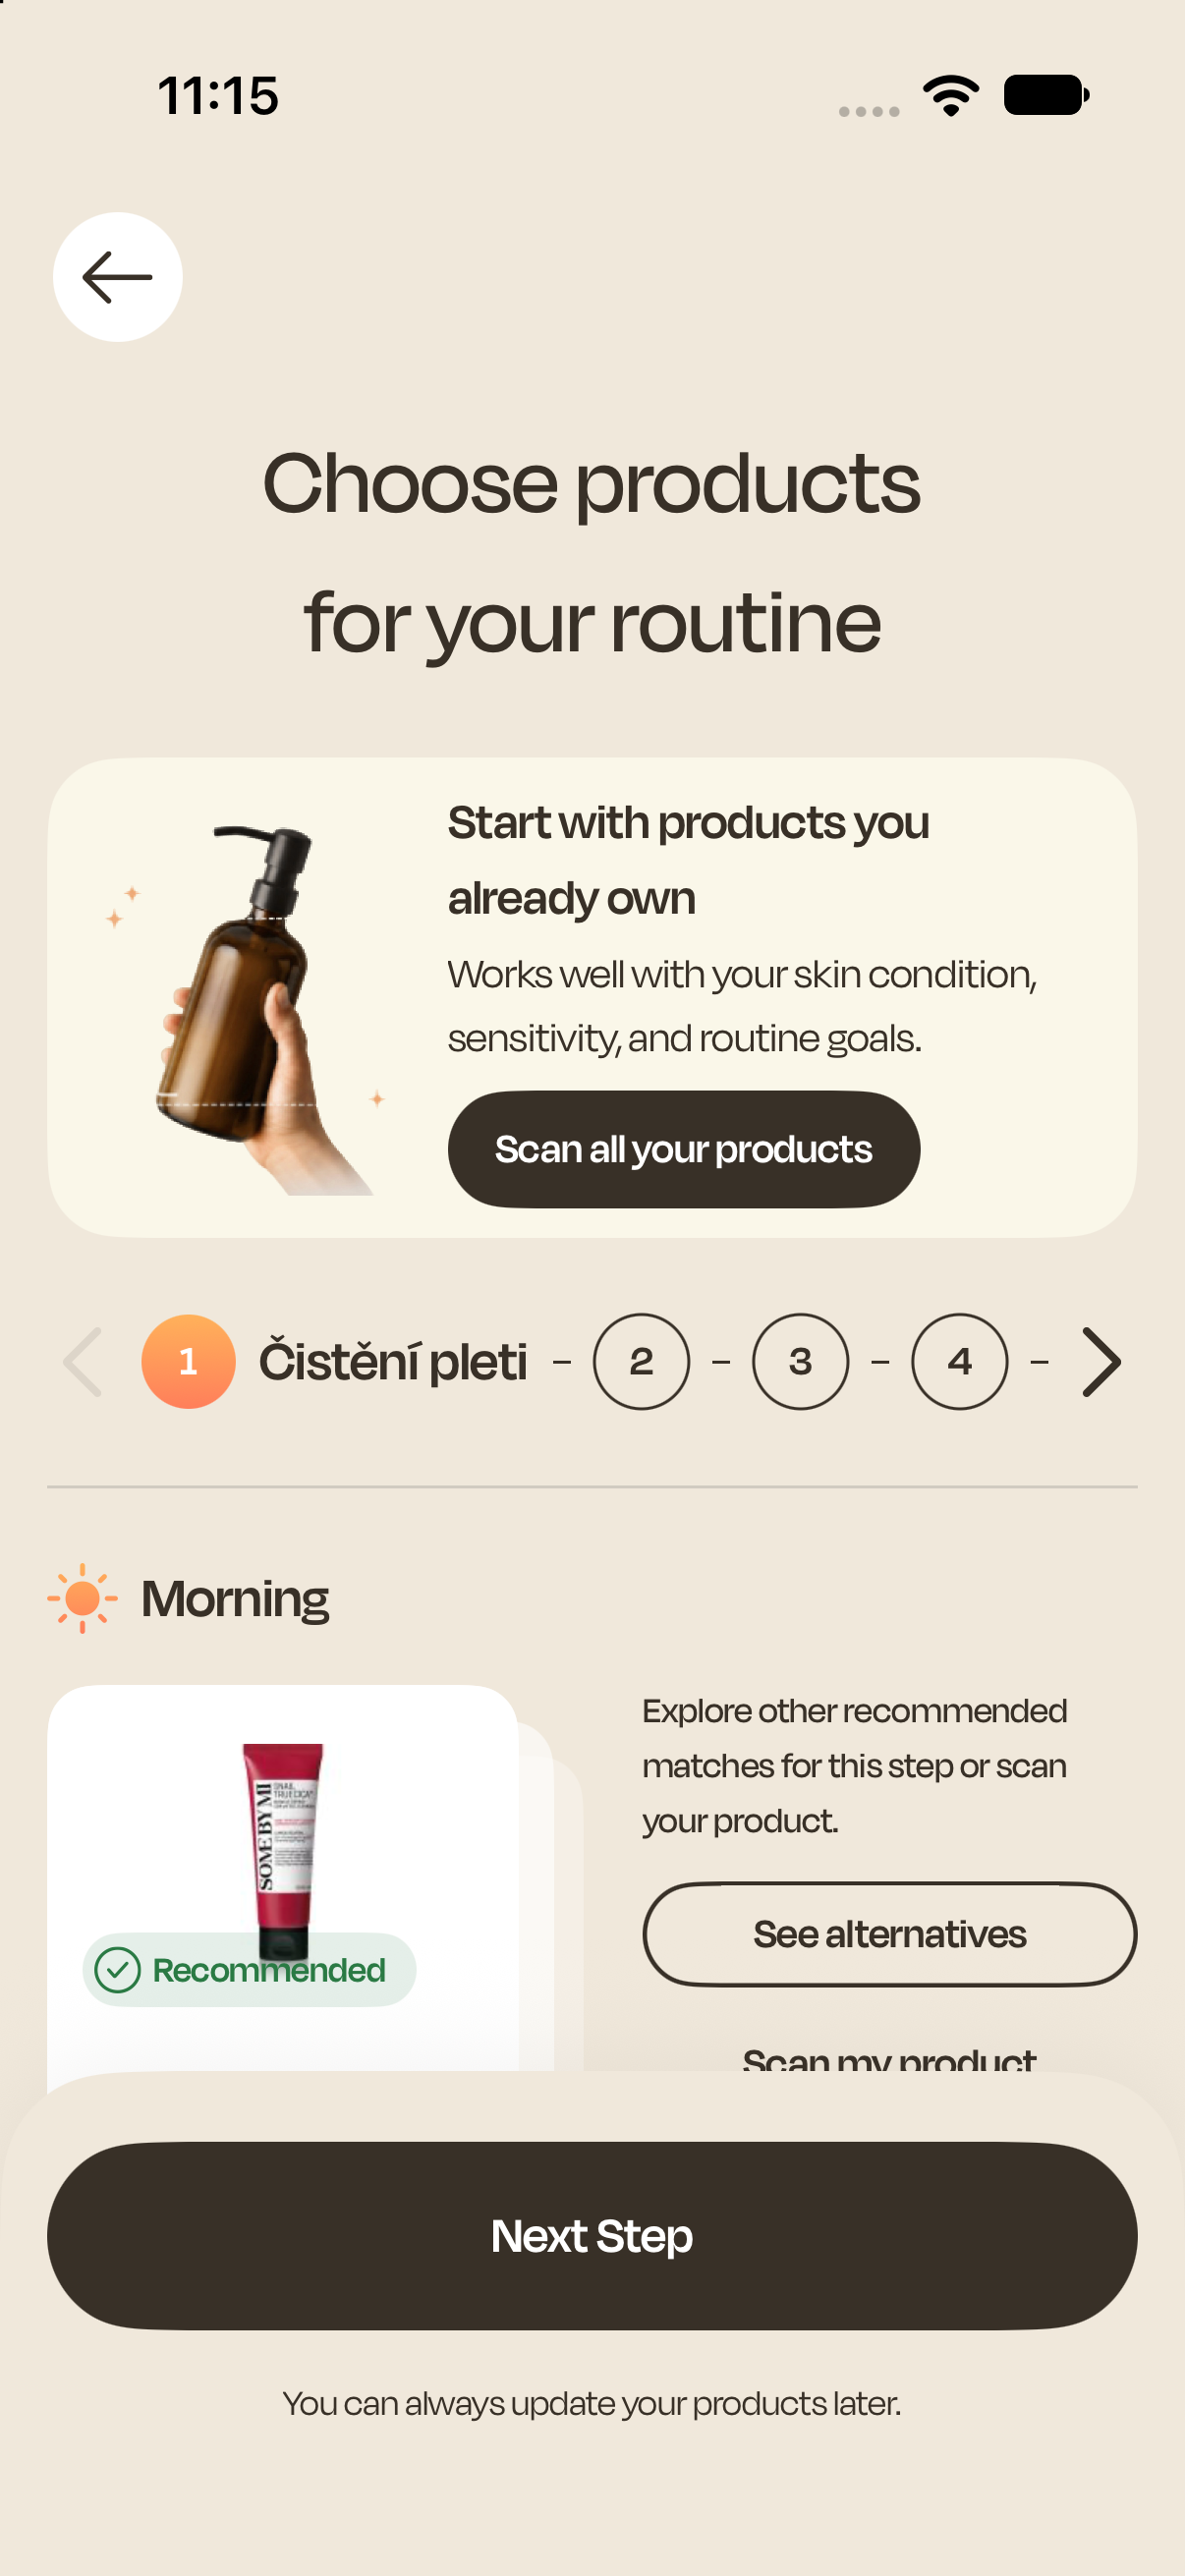 11:15
Choose products
for your routine
Start with products you
already own
Works well with your skin condition,
sensitivity, and routine goals.
Scan all your products
1 Čistění pleti – 2 – 3 – 4 –
Morning
SOME BY MI
SNAIL
TRUECICA
Recommended
Explore other recommended
matches for this step or scan
your product.
See alternatives
Scan my product
Next Step
You can always update your products later.